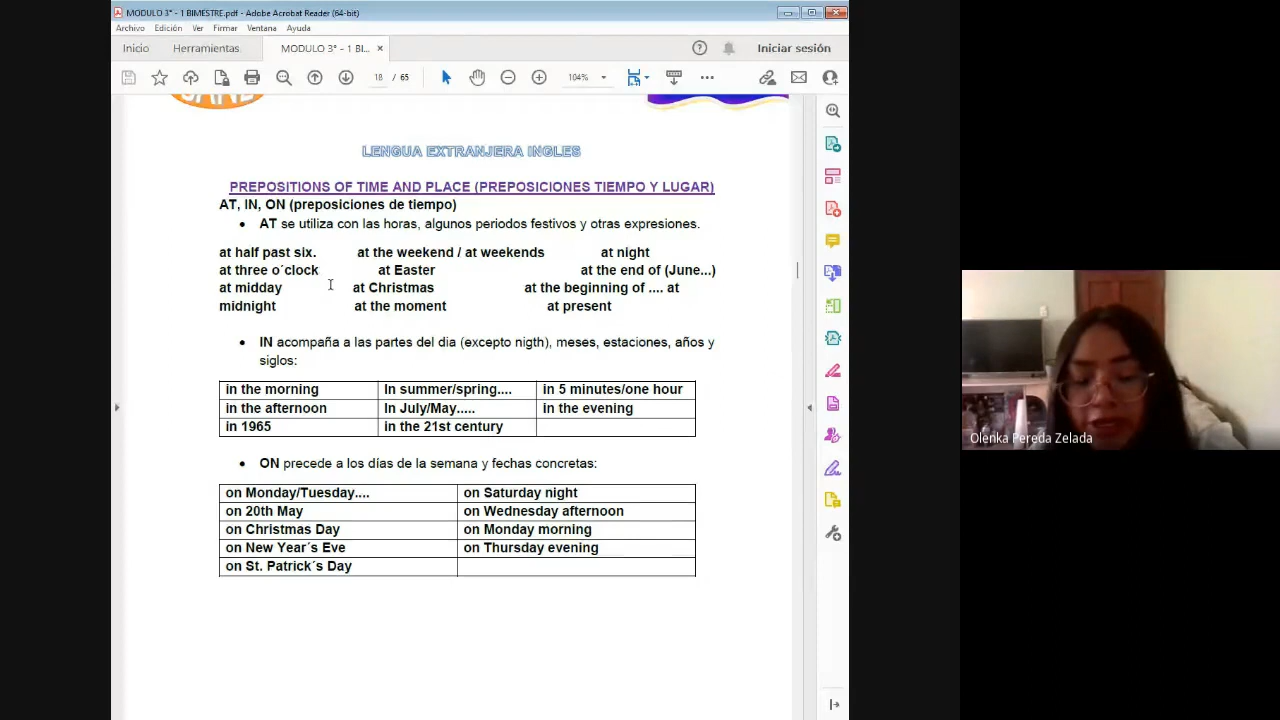 MODULO 3° - 1 BIMESTRE.pdf - Adobe Acrobat Reader (64-bit)
Archivo Edición Ver Firmar Ventana Ayuda
Inicio Herramientas MODULO 3° - 1 BI... × Iniciar sesión
18 / 65 104%
LENGUA EXTRANJERA INGLES
PREPOSITIONS OF TIME AND PLACE (PREPOSICIONES TIEMPO Y LUGAR)
AT, IN, ON (preposiciones de tiempo)
• AT se utiliza con las horas, algunos periodos festivos y otras expresiones.
at half past six. at the weekend / at weekends at night
at three o´clock at Easter at the end of (June...)
at midday at Christmas at the beginning of .... at
midnight at the moment at present
• IN acompaña a las partes del dia (excepto nigth), meses, estaciones, años y
siglos:
in the morning In summer/spring.... in 5 minutes/one hour
in the afternoon In July/May..... in the evening
in 1965 in the 21st century
• ON precede a los días de la semana y fechas concretas:
on Monday/Tuesday.... on Saturday night
on 20th May on Wednesday afternoon
on Christmas Day on Monday morning
on New Year´s Eve on Thursday evening
on St. Patrick´s Day
Olenka Pereda Zelada